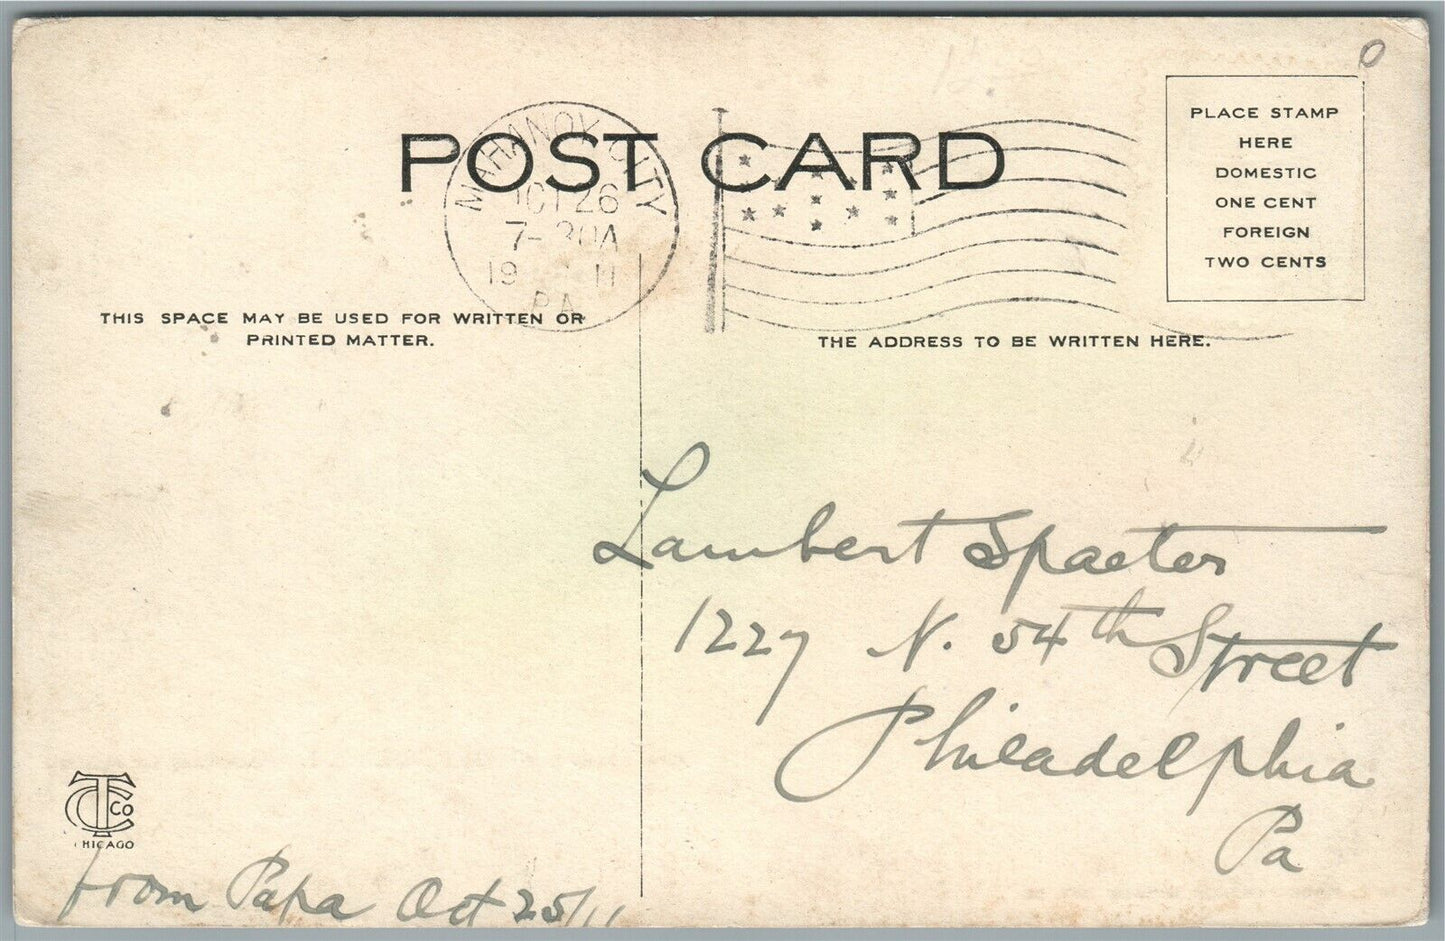 POST CARD
MAHANOY CITY
OCT 26
7-30A
19 11
PA
PLACE STAMP
HERE
DOMESTIC
ONE CENT
FOREIGN
TWO CENTS
THIS SPACE MAY BE USED FOR WRITTEN OR
PRINTED MATTER.
THE ADDRESS TO BE WRITTEN HERE.
Lambert Spaeter
1227 N. 54th Street
Philadelphia
Pa
CTCO
CHICAGO
from Papa Oct 25/11